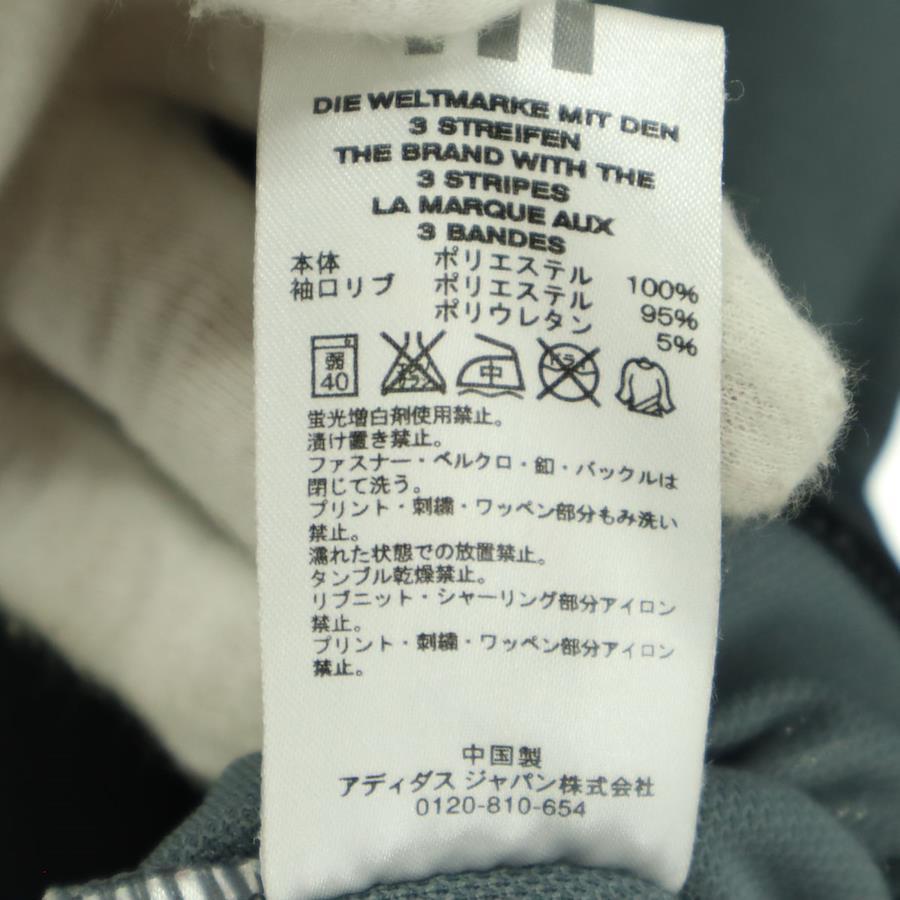 DIE WELTMARKE MIT DEN
3 STREIFEN
THE BRAND WITH THE
3 STRIPES
LA MARQUE AUX
3 BANDES
本体 ポリエステル 100%
袖口リブ ポリエステル 95%
ポリウレタン 5%
弱
40
中
ドライ
蛍光増白剤使用禁止。
漬け置き禁止。
ファスナー・ベルクロ・釦・バックルは
閉じて洗う。
プリント・刺繍・ワッペン部分もみ洗い
禁止。
濡れた状態での放置禁止。
タンブル乾燥禁止。
リブニット・シャーリング部分アイロン
禁止。
プリント・刺繍・ワッペン部分アイロン
禁止。
中国製
アディダス ジャパン株式会社
0120-810-654